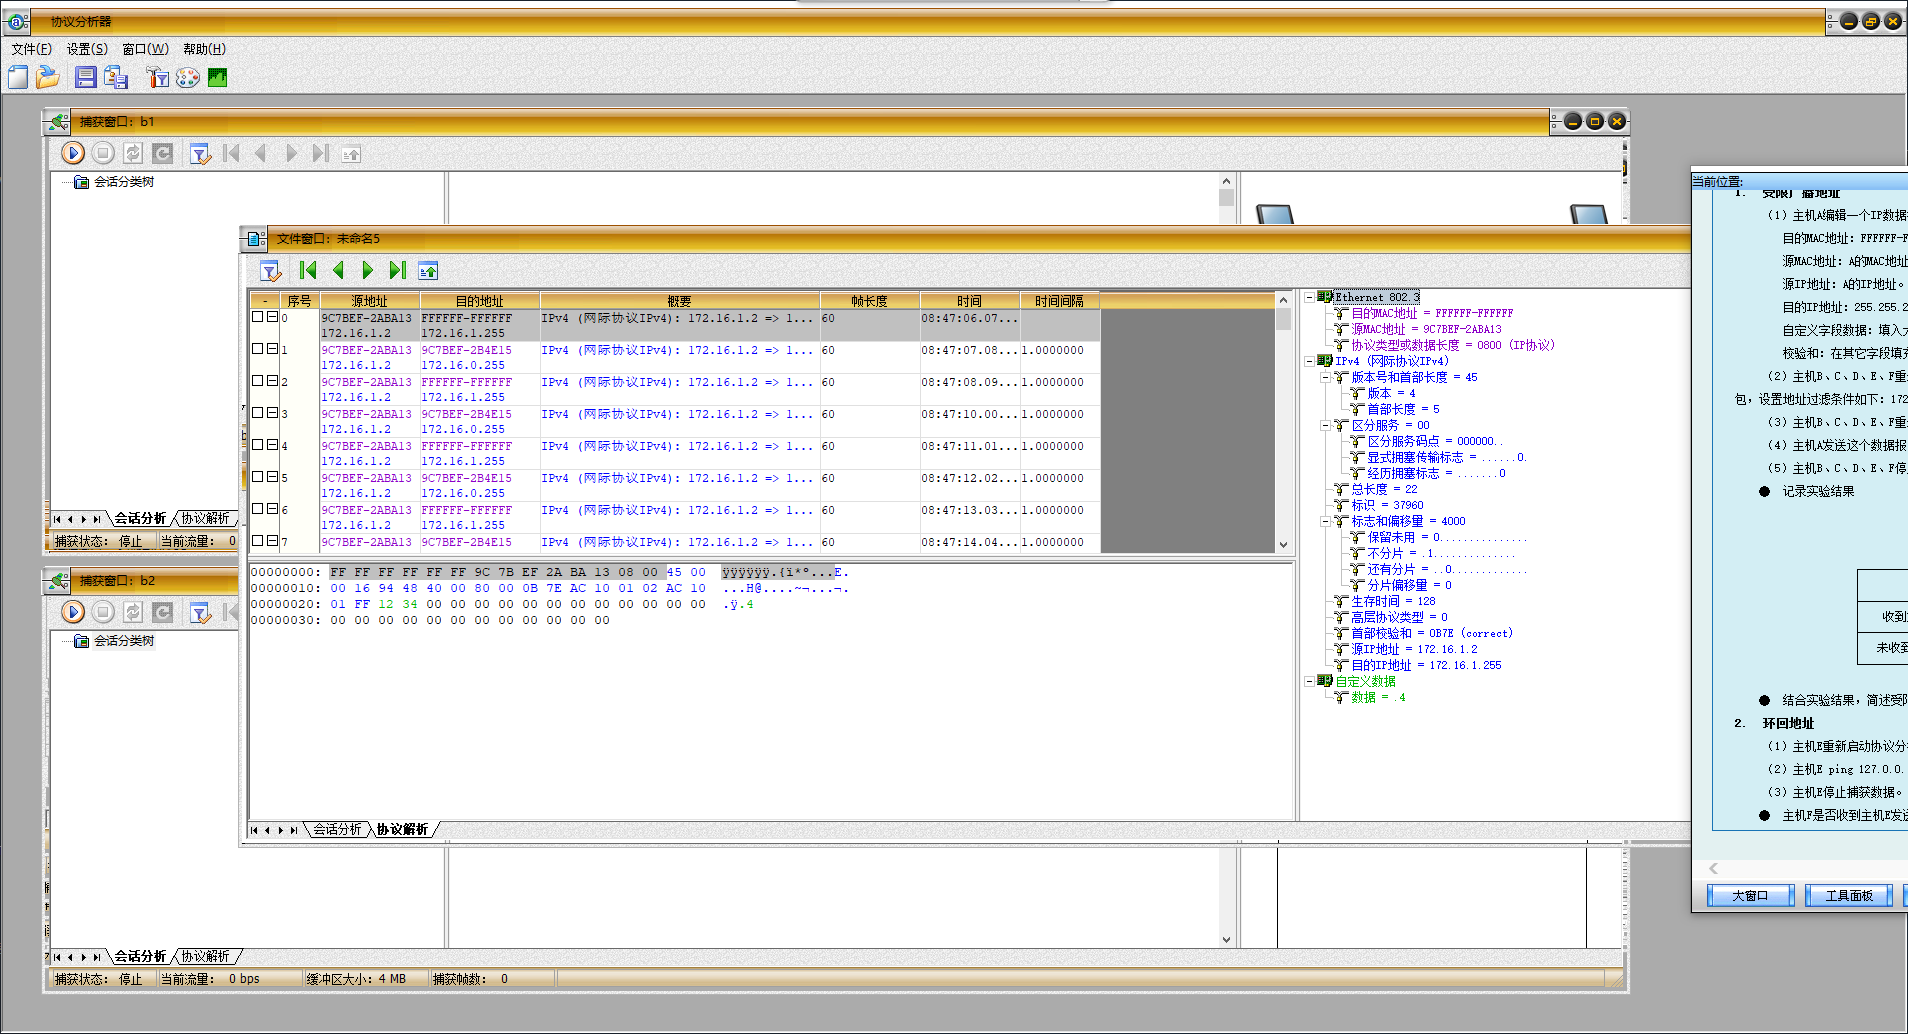 协议分析器
文件(F) 设置(S) 窗口(W) 帮助(H)
捕获窗口: b1
会话分类树
会话分析 协议解析
捕获状态: 停止 当前流量: 0
捕获窗口: b2
会话分类树
文件窗口: 未命名5
- 序号 源地址 目的地址 概要 帧长度 时间 时间间隔
0 9C7BEF-2ABA13 FFFFFF-FFFFFF IPv4 (网际协议IPv4): 172.16.1.2 => 1... 60 08:47:06.07...
172.16.1.2 172.16.1.255
1 9C7BEF-2ABA13 9C7BEF-2B4E15 IPv4 (网际协议IPv4): 172.16.1.2 => 1... 60 08:47:07.08... 1.0000000
172.16.1.2 172.16.0.255
2 9C7BEF-2ABA13 FFFFFF-FFFFFF IPv4 (网际协议IPv4): 172.16.1.2 => 1... 60 08:47:08.09... 1.0000000
172.16.1.2 172.16.1.255
3 9C7BEF-2ABA13 9C7BEF-2B4E15 IPv4 (网际协议IPv4): 172.16.1.2 => 1... 60 08:47:10.00... 1.0000000
172.16.1.2 172.16.0.255
4 9C7BEF-2ABA13 FFFFFF-FFFFFF IPv4 (网际协议IPv4): 172.16.1.2 => 1... 60 08:47:11.01... 1.0000000
172.16.1.2 172.16.1.255
5 9C7BEF-2ABA13 9C7BEF-2B4E15 IPv4 (网际协议IPv4): 172.16.1.2 => 1... 60 08:47:12.02... 1.0000000
172.16.1.2 172.16.0.255
6 9C7BEF-2ABA13 FFFFFF-FFFFFF IPv4 (网际协议IPv4): 172.16.1.2 => 1... 60 08:47:13.03... 1.0000000
172.16.1.2 172.16.1.255
7 9C7BEF-2ABA13 9C7BEF-2B4E15 IPv4 (网际协议IPv4): 172.16.1.2 => 1... 60 08:47:14.04... 1.0000000
00000000: FF FF FF FF FF FF 9C 7B EF 2A BA 13 08 00 45 00 ÿÿÿÿÿÿ.{ï*º...E.
00000010: 00 16 94 48 40 00 80 00 0B 7E AC 10 01 02 AC 10 ...H@....~¬...¬.
00000020: 01 FF 12 34 00 00 00 00 00 00 00 00 00 00 00 00 .ÿ.4
00000030: 00 00 00 00 00 00 00 00 00 00 00 00
会话分析 协议解析
Ethernet 802.3
目的MAC地址 = FFFFFF-FFFFFF
源MAC地址 = 9C7BEF-2ABA13
协议类型或数据长度 = 0800 (IP协议)
IPv4 (网际协议IPv4)
版本号和首部长度 = 45
版本 = 4
首部长度 = 5
区分服务 = 00
区分服务码点 = 000000..
显式拥塞传输标志 = ......0.
经历拥塞标志 = .......0
总长度 = 22
标识 = 37960
标志和偏移量 = 4000
保留未用 = 0...............
不分片 = .1..............
还有分片 = ..0.............
分片偏移量 = 0
生存时间 = 128
高层协议类型 = 0
首部校验和 = 0B7E (correct)
源IP地址 = 172.16.1.2
目的IP地址 = 172.16.1.255
自定义数据
数据 = .4
会话分析 协议解析
捕获状态: 停止 当前流量: 0 bps 缓冲区大小: 4 MB 捕获帧数: 0
当前位置:
1. 受限广播地址
(1) 主机A编辑一个IP数据
目的MAC地址: FFFFFF-F
源MAC地址: A的MAC地址
源IP地址: A的IP地址。
目的IP地址: 255.255.2
自定义字段数据: 填入大
校验和: 在其它字段填充
(2) 主机B、C、D、E、F重
包, 设置地址过滤条件如下: 172
(3) 主机B、C、D、E、F重
(4) 主机A发送这个数据报
(5) 主机B、C、D、E、F停
● 记录实验结果
收到
未收到
● 结合实验结果, 简述受限
2. 环回地址
(1) 主机E重新启动协议分
(2) 主机E ping 127.0.0.
(3) 主机E停止捕获数据。
● 主机F是否收到主机E发送
大窗口 工具面板